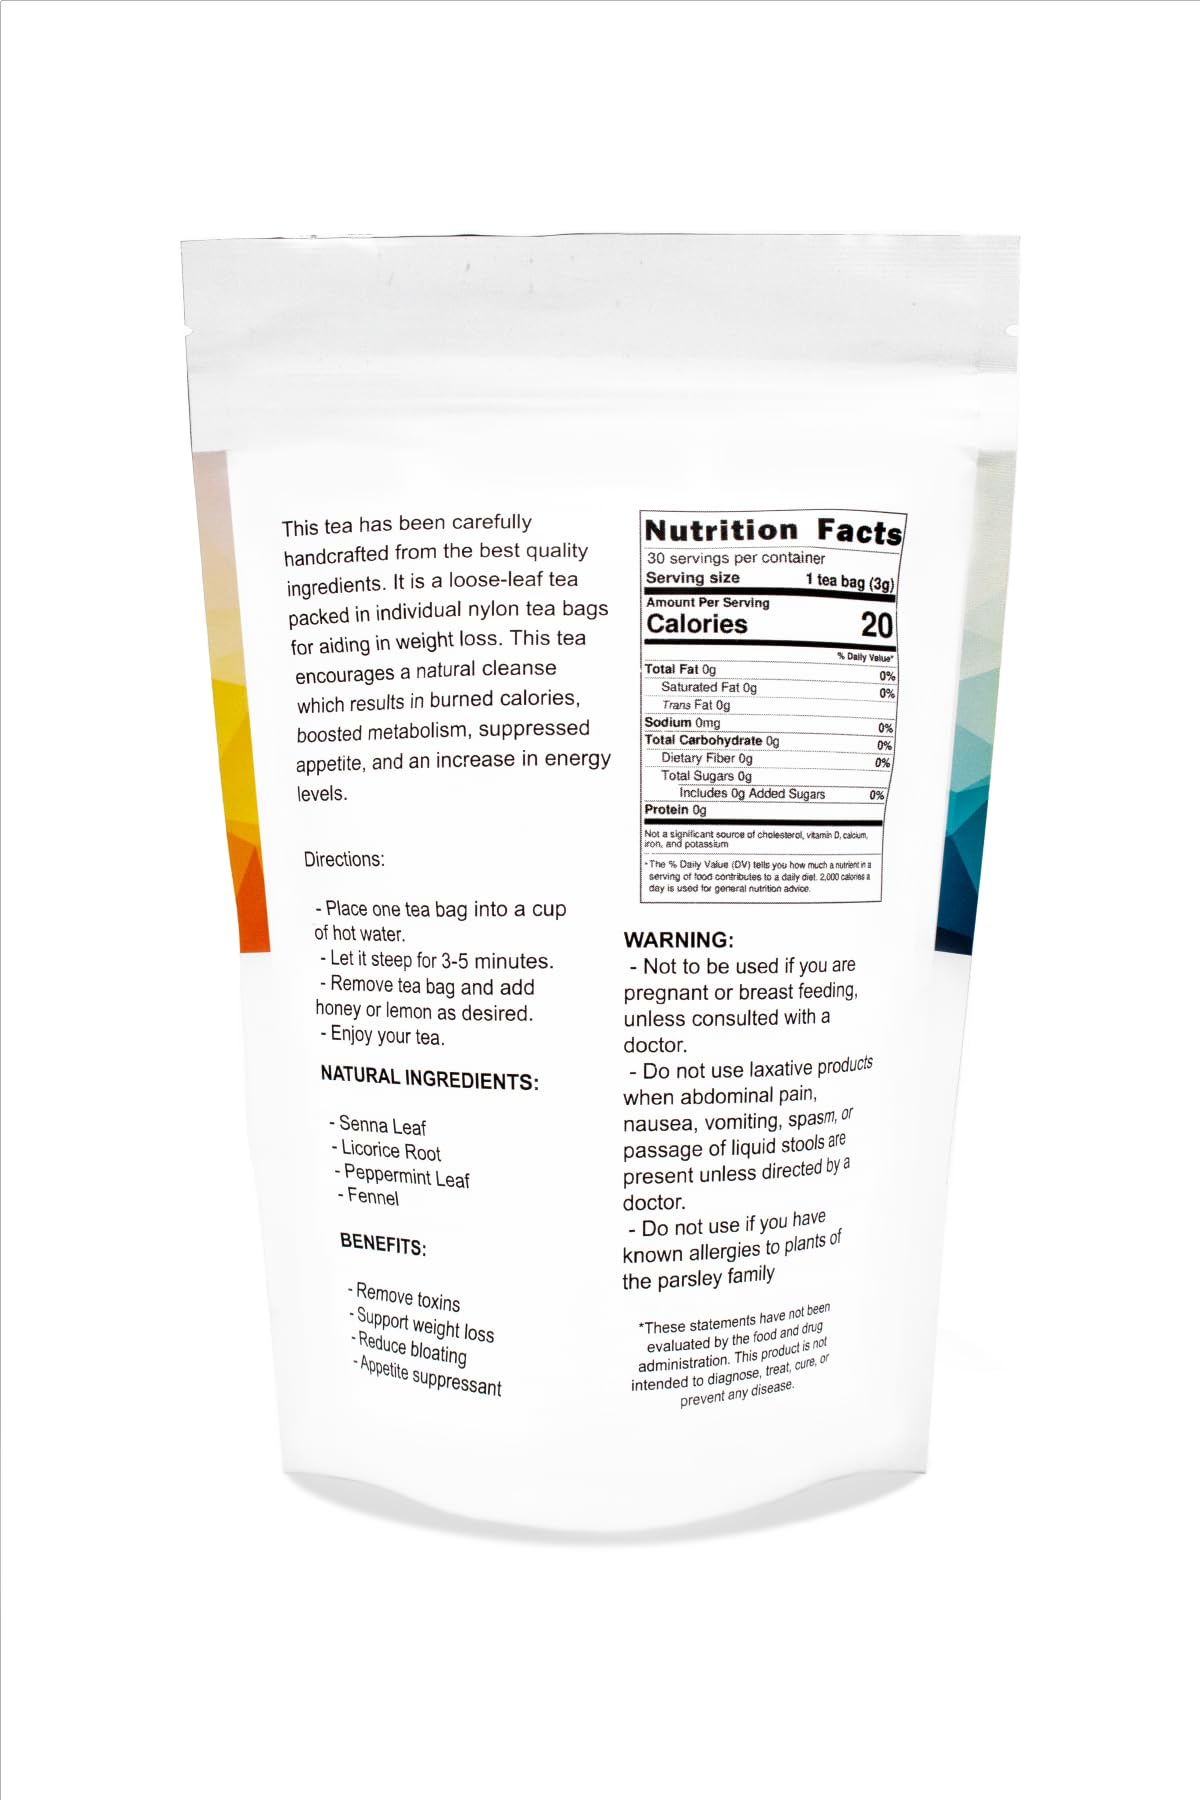 This tea has been carefully
handcrafted from the best quality
ingredients. It is a loose-leaf tea
packed in individual nylon tea bags
for aiding in weight loss. This tea
encourages a natural cleanse
which results in burned calories,
boosted metabolism, suppressed
appetite, and an increase in energy
levels.
Directions:
- Place one tea bag into a cup
of hot water.
- Let it steep for 3-5 minutes.
- Remove tea bag and add
honey or lemon as desired.
- Enjoy your tea.
NATURAL INGREDIENTS:
- Senna Leaf
- Licorice Root
- Peppermint Leaf
- Fennel
BENEFITS:
- Remove toxins
- Support weight loss
- Reduce bloating
- Appetite suppressant
Nutrition Facts
30 servings per container
Serving size 1 tea bag (3g)
Amount Per Serving
Calories 20
% Daily Value*
Total Fat 0g 0%
Saturated Fat 0g 0%
Trans Fat 0g
Sodium 0mg 0%
Total Carbohydrate 0g 0%
Dietary Fiber 0g 0%
Total Sugars 0g
Includes 0g Added Sugars 0%
Protein 0g
Not a significant source of cholesterol, vitamin D, calcium,
iron, and potassium
*The % Daily Value (DV) tells you how much a nutrient in a
serving of food contributes to a daily diet. 2,000 calories a
day is used for general nutrition advice.
WARNING:
- Not to be used if you are
pregnant or breast feeding,
unless consulted with a
doctor.
- Do not use laxative products
when abdominal pain,
nausea, vomiting, spasm, or
passage of liquid stools are
present unless directed by a
doctor.
- Do not use if you have
known allergies to plants of
the parsley family
*These statements have not been
evaluated by the food and drug
administration. This product is not
intended to diagnose, treat, cure, or
prevent any disease.